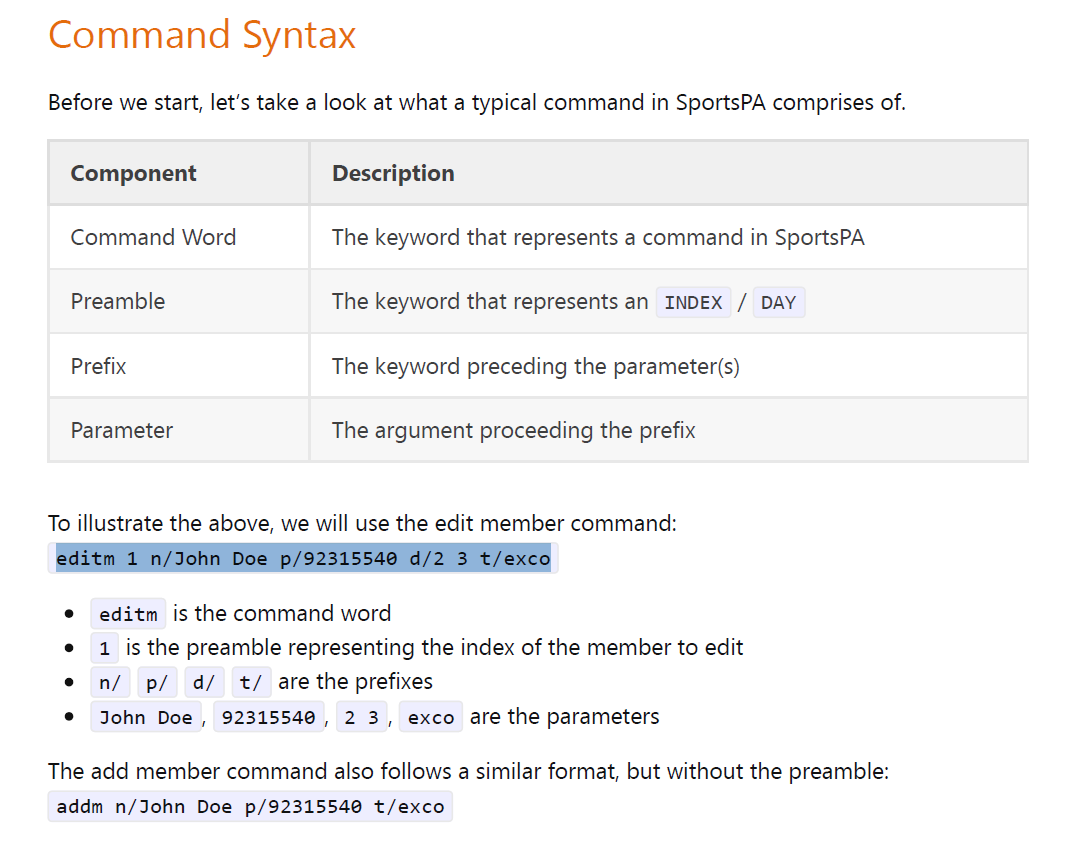 Command Syntax
Before we start, let's take a look at what a typical command in SportsPA comprises of.
Component Description
Command Word The keyword that represents a command in SportsPA
Preamble The keyword that represents an INDEX / DAY
Prefix The keyword preceding the parameter(s)
Parameter The argument proceeding the prefix
To illustrate the above, we will use the edit member command:
editm 1 n/John Doe p/92315540 d/2 3 t/exco
• editm is the command word
• 1 is the preamble representing the index of the member to edit
• n/ p/ d/ t/ are the prefixes
• John Doe, 92315540, 2 3, exco are the parameters
The add member command also follows a similar format, but without the preamble:
addm n/John Doe p/92315540 t/exco